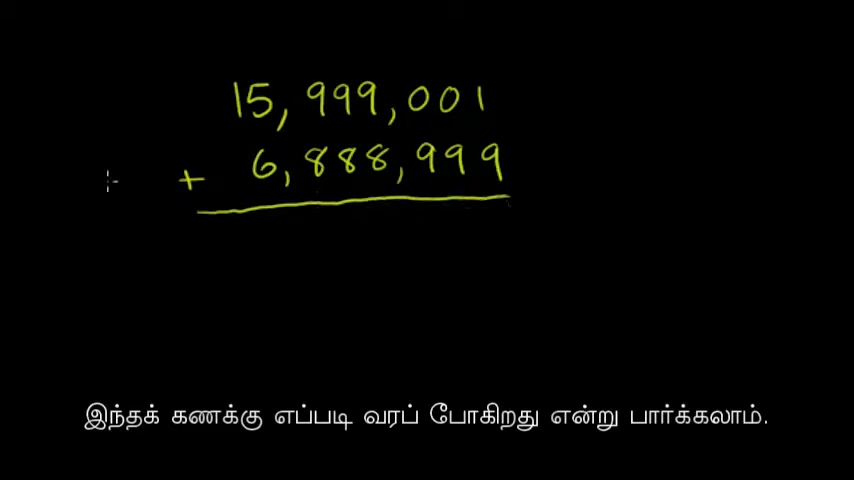 15,999,001
+ 6,888,999
இந்தக் கணக்கு எப்படி வரப் போகிறது என்று பார்க்கலாம்.